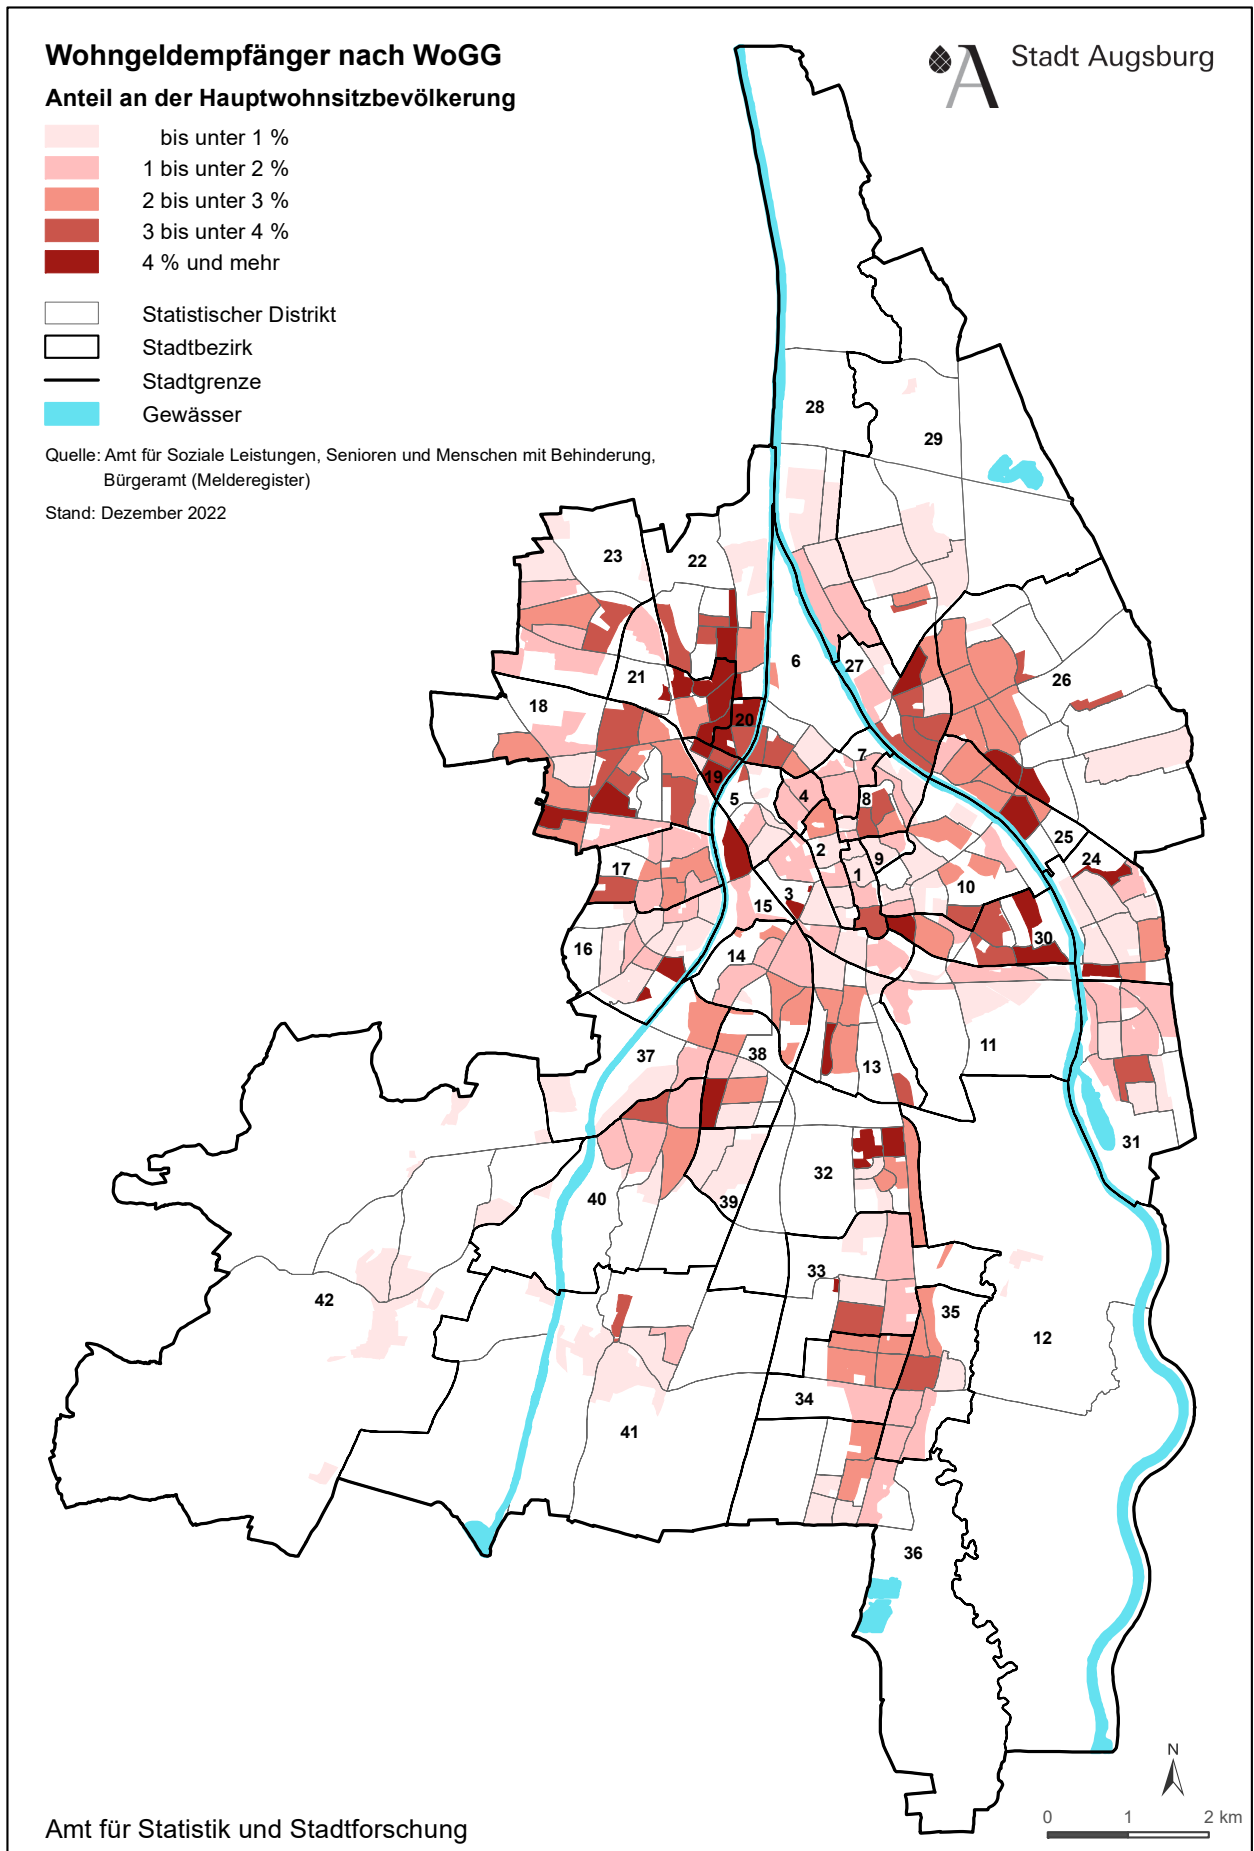 Wohngeldempfänger nach WoGG
Anteil an der Hauptwohnsitzbevölkerung
bis unter 1 %
1 bis unter 2 %
2 bis unter 3 %
3 bis unter 4 %
4 % und mehr
Statistischer Distrikt
Stadtbezirk
Stadtgrenze
Gewässer
Quelle: Amt für Soziale Leistungen, Senioren und Menschen mit Behinderung,
Bürgeramt (Melderegister)
Stand: Dezember 2022
A Stadt Augsburg
28
29
23
22
6
27
21
26
18
20
7
19
5
4
8
25
2
9
24
17
1
10
3
15
30
16
14
11
37
38
13
31
32
40
39
33
42
35
12
34
41
36
N
0 1 2 km
Amt für Statistik und Stadtforschung